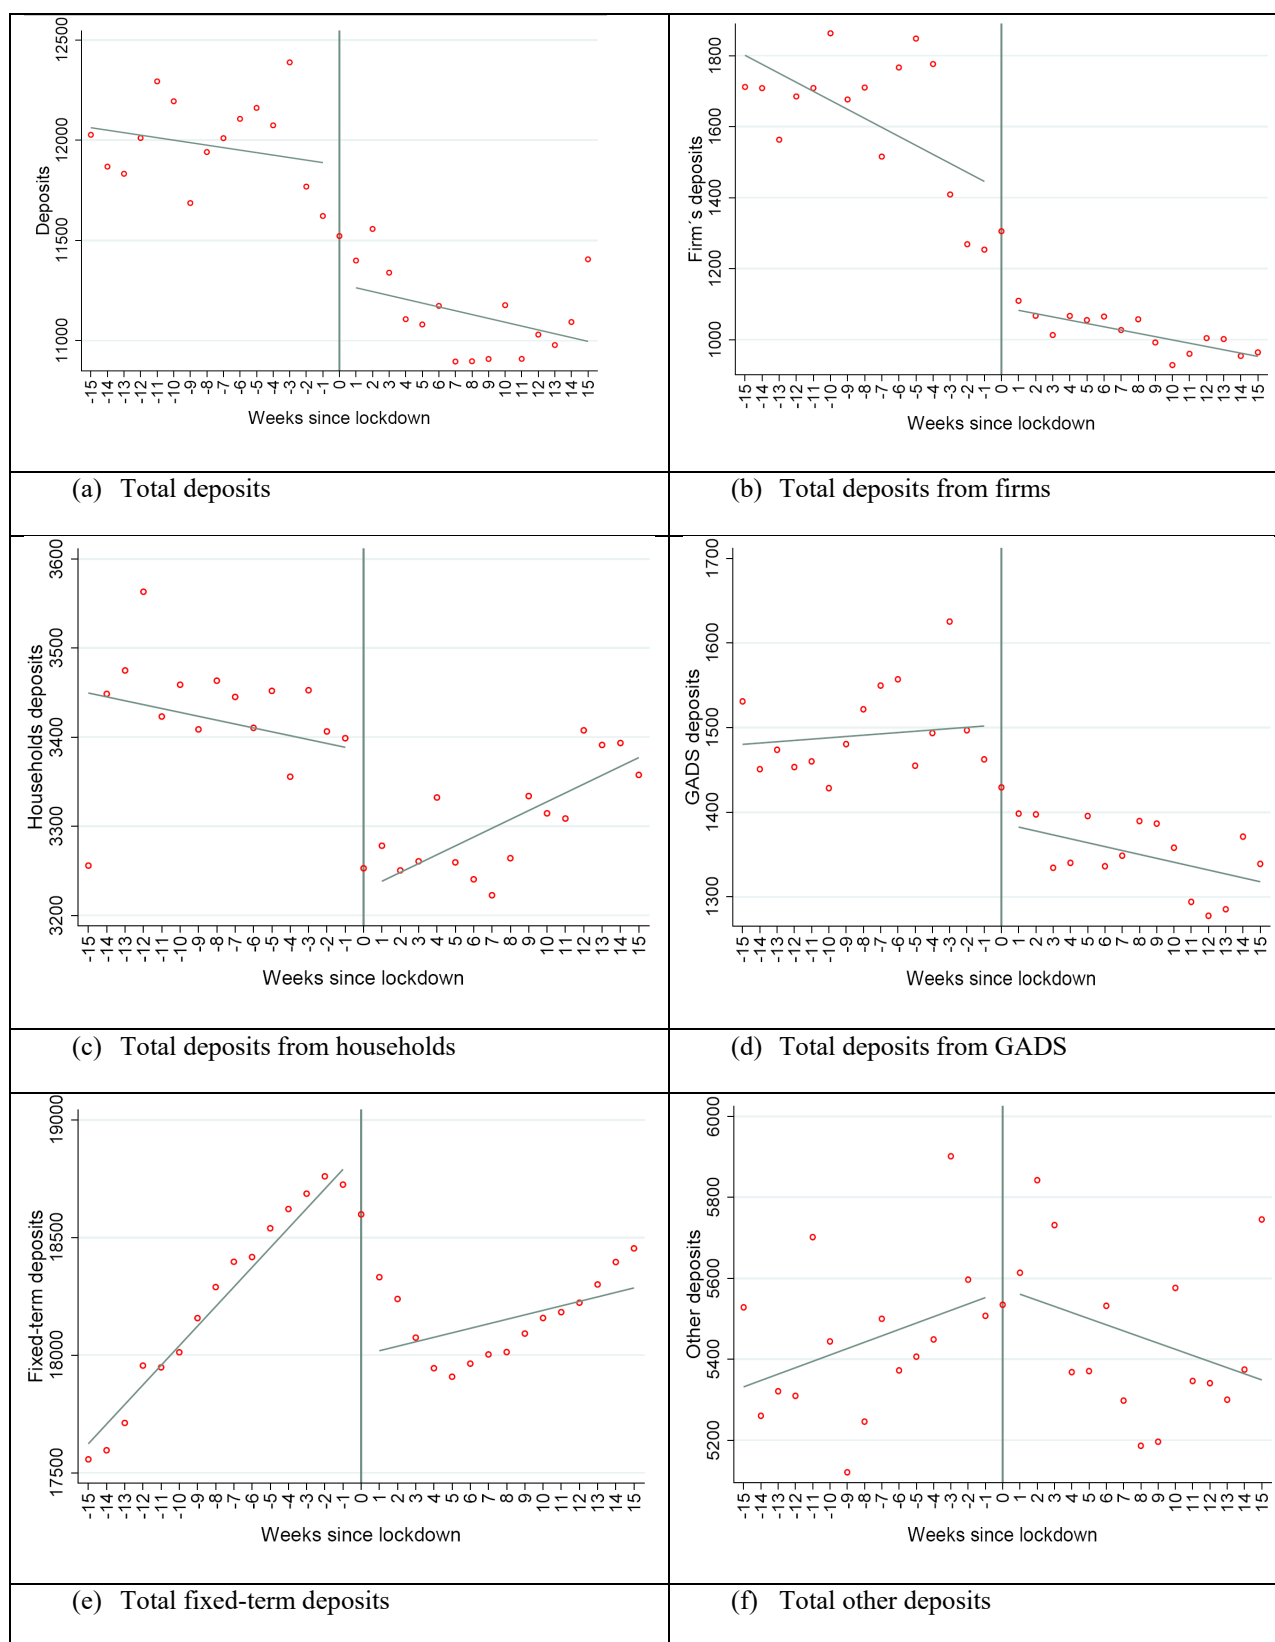 12500
12000
11500
11000
Deposits
-15 -14 -13 -12 -11 -10 -9 -8 -7 -6 -5 -4 -3 -2 -1 0 1 2 3 4 5 6 7 8 9 10 11 12 13 14 15
Weeks since lockdown
1800
1600
1400
1200
1000
Firm´s deposits
-15 -14 -13 -12 -11 -10 -9 -8 -7 -6 -5 -4 -3 -2 -1 0 1 2 3 4 5 6 7 8 9 10 11 12 13 14 15
Weeks since lockdown
(a) Total deposits
(b) Total deposits from firms
3600
3500
3400
3300
3200
Households deposits
-15 -14 -13 -12 -11 -10 -9 -8 -7 -6 -5 -4 -3 -2 -1 0 1 2 3 4 5 6 7 8 9 10 11 12 13 14 15
Weeks since lockdown
1700
1600
1500
1400
1300
GADS deposits
-15 -14 -13 -12 -11 -10 -9 -8 -7 -6 -5 -4 -3 -2 -1 0 1 2 3 4 5 6 7 8 9 10 11 12 13 14 15
Weeks since lockdown
(c) Total deposits from households
(d) Total deposits from GADS
19000
18500
18000
17500
Fixed-term deposits
-15 -14 -13 -12 -11 -10 -9 -8 -7 -6 -5 -4 -3 -2 -1 0 1 2 3 4 5 6 7 8 9 10 11 12 13 14 15
Weeks since lockdown
6000
5800
5600
5400
5200
Other deposits
-15 -14 -13 -12 -11 -10 -9 -8 -7 -6 -5 -4 -3 -2 -1 0 1 2 3 4 5 6 7 8 9 10 11 12 13 14 15
Weeks since lockdown
(e) Total fixed-term deposits
(f) Total other deposits